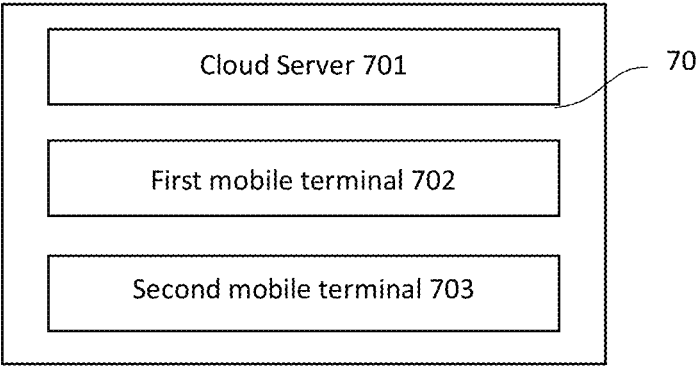 Cloud Server 701
70
First mobile terminal 702
Second mobile terminal 703